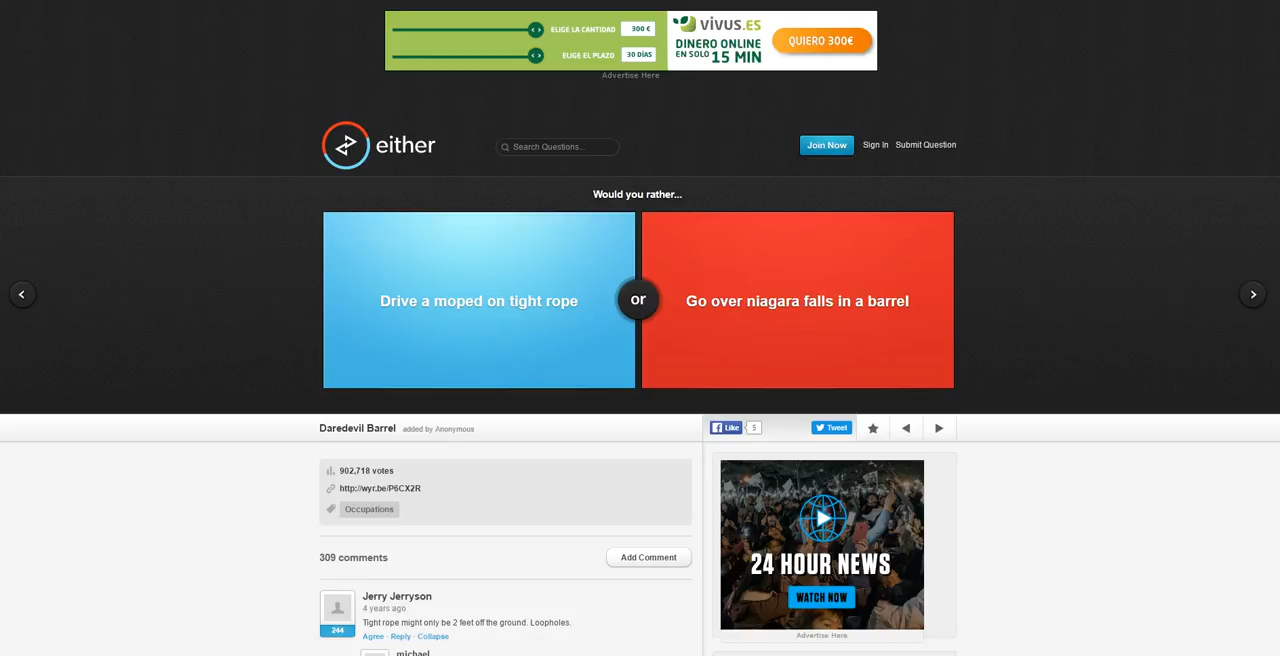 ELIGE LA CANTIDAD 300 €
ELIGE EL PLAZO 30 DÍAS
vivus.es
DINERO ONLINE
EN SOLO 15 MIN
QUIERO 300€
Advertise Here
either
Search Questions...
Join Now
Sign In
Submit Question
Would you rather...
Drive a moped on tight rope
or
Go over niagara falls in a barrel
Daredevil Barrel added by Anonymous
Like 5
Tweet
902,718 votes
http://wyr.be/P6CX2R
Occupations
309 comments
Add Comment
Jerry Jerryson
4 years ago
244
Tight rope might only be 2 feet off the ground. Loopholes.
Agree · Reply · Collapse
michael
24 HOUR NEWS
WATCH NOW
Advertise Here